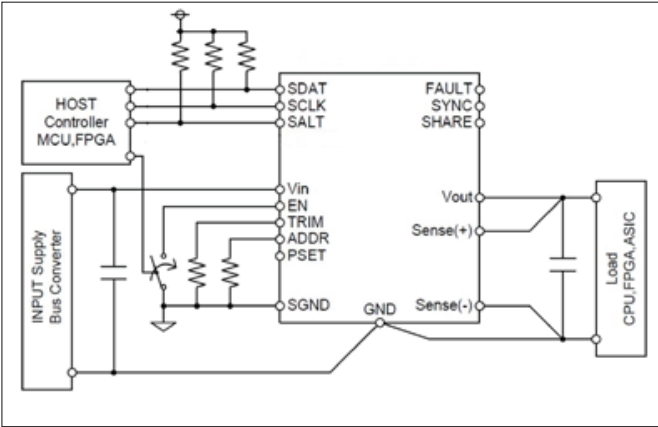 HOST
Controller
MCU,FPGA
SDAT
SCLK
SALT
FAULT
SYNC
SHARE
INPUT Supply
Bus Converter
Vin
EN
TRIM
ADDR
PSET
SGND
GND
Vout
Sense(+)
Sense(-)
Load
CPU,FPGA,ASIC